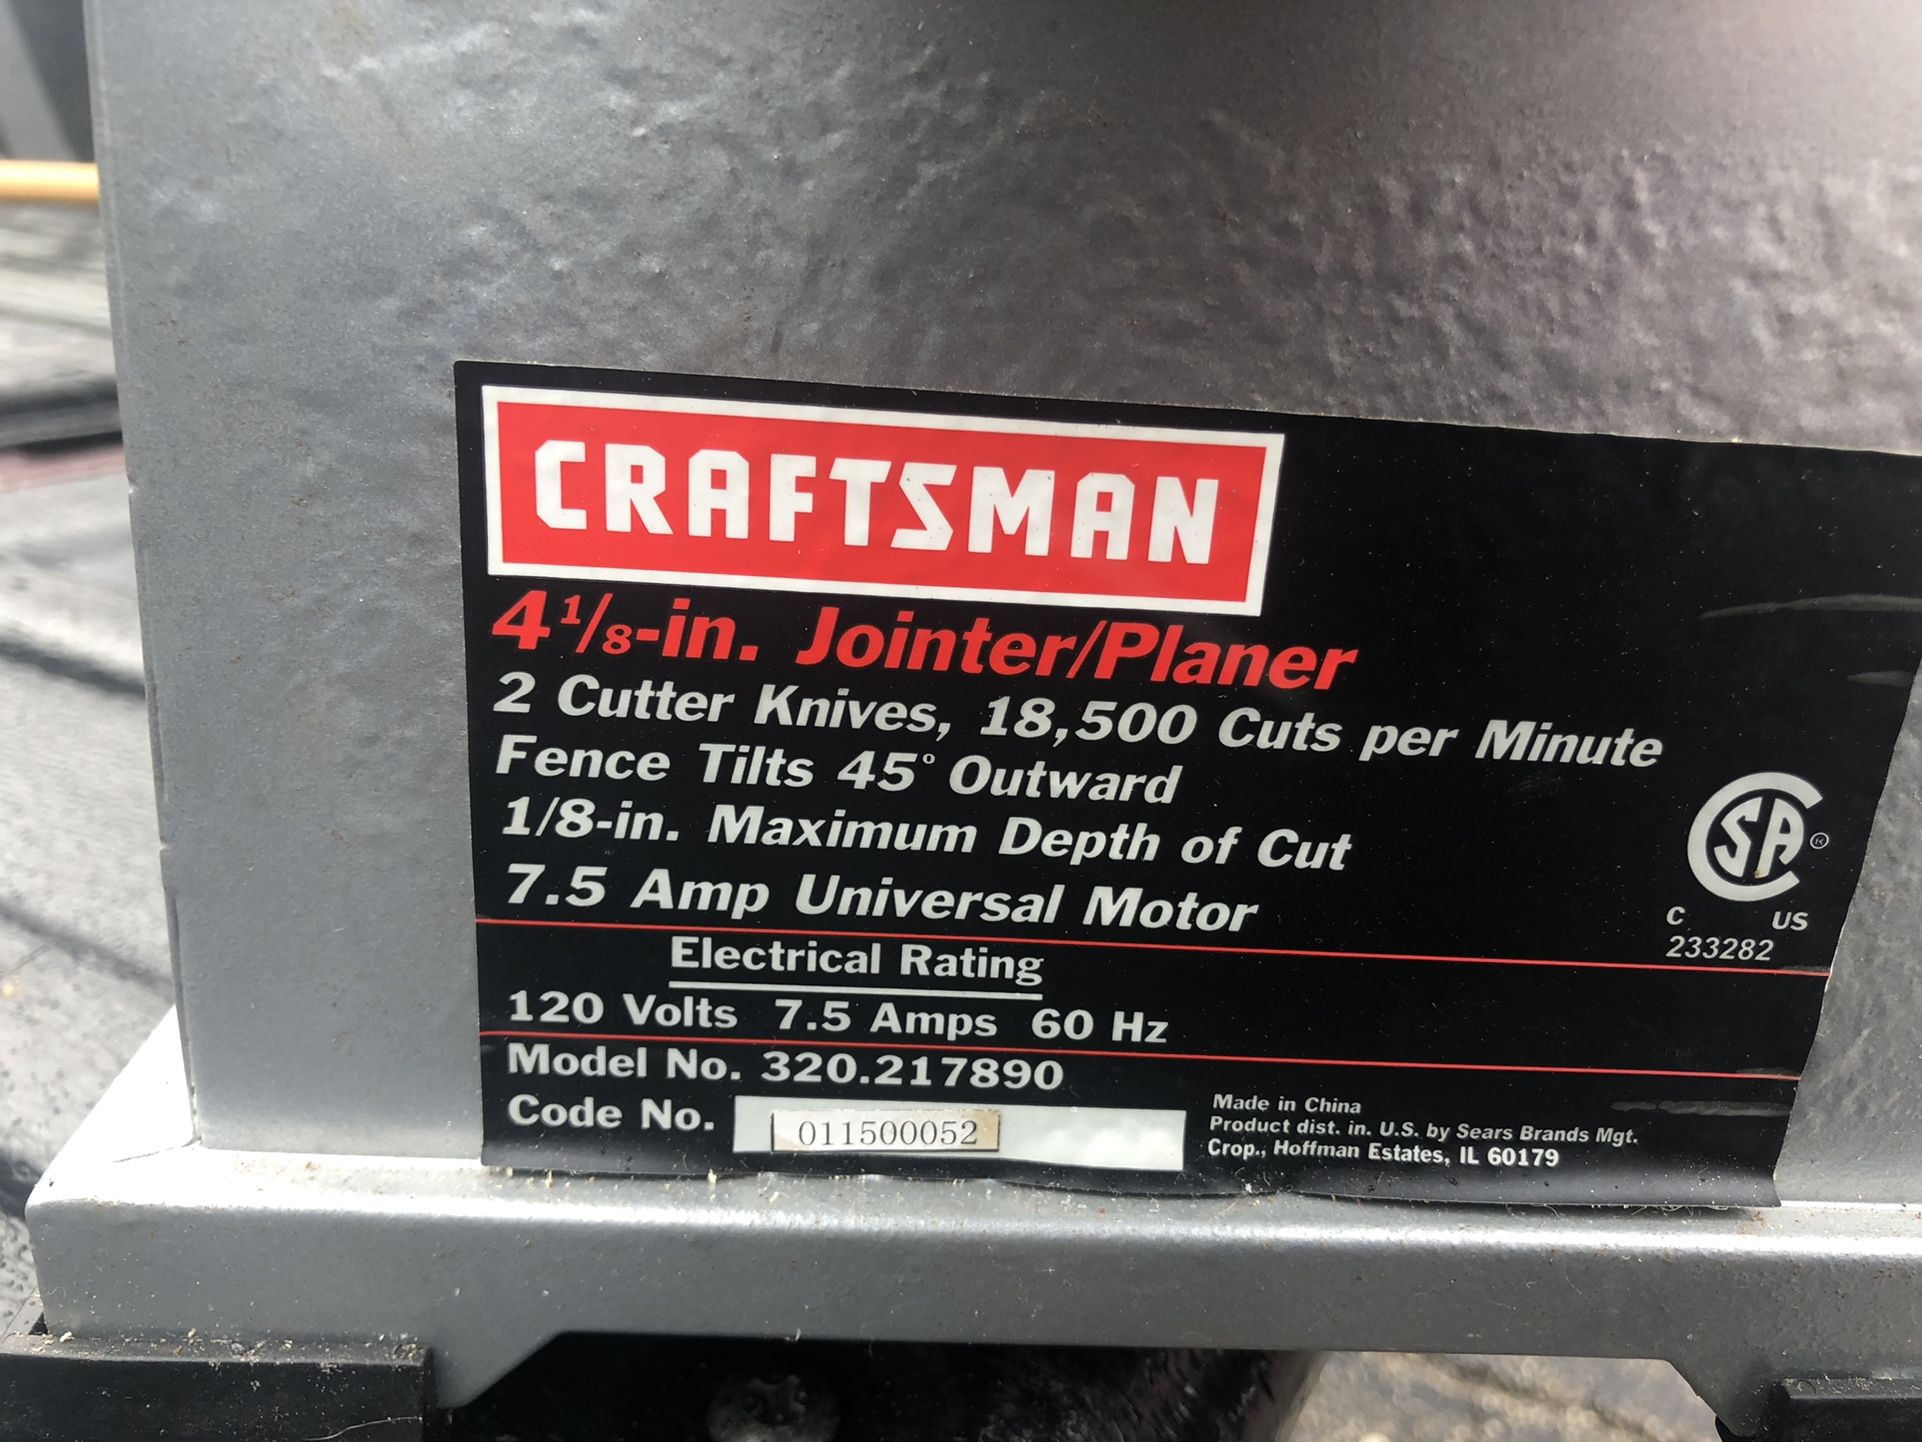 CRAFTSMAN
4 1/8-in. Jointer/Planer
2 Cutter Knives, 18,500 Cuts per Minute
Fence Tilts 45° Outward
1/8-in. Maximum Depth of Cut
7.5 Amp Universal Motor
SA ®
C US
233282
Electrical Rating
120 Volts 7.5 Amps 60 Hz
Model No. 320.217890
Code No. 011500052
Made in China
Product dist. in. U.S. by Sears Brands Mgt.
Crop., Hoffman Estates, IL 60179